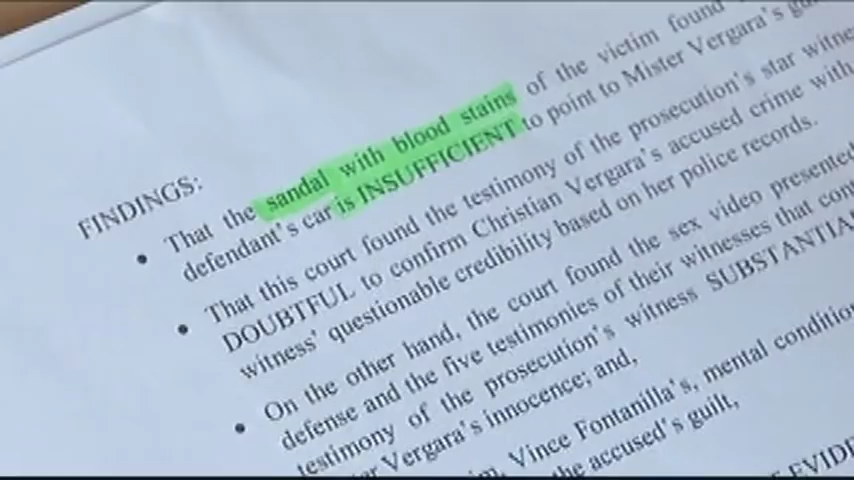 FINDINGS:
That the sandal with blood stains of the victim found
defendant's car is INSUFFICIENT to point to Mister Vergara's
That this court found the testimony of the prosecution's star
DOUBTFUL to confirm Christian Vergara's accused crime with
witness' questionable credibility based on her police records.
On the other hand, the court found the sex video presented
defense and the five testimonies of their witnesses that
testimony of the prosecution's witness
Vergara's innocence; and,
Vince Fontanilla's, mental
the accused's guilt,